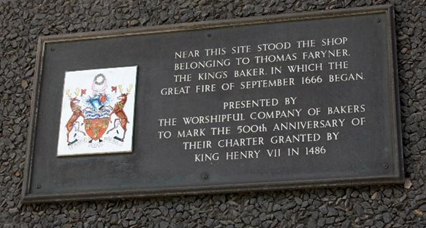 NEAR THIS SITE STOOD THE SHOP
BELONGING TO THOMAS FARYNER,
THE KING'S BAKER, IN WHICH THE
GREAT FIRE OF SEPTEMBER 1666 BEGAN.
PRESENTED BY
THE WORSHIPFUL COMPANY OF BAKERS
TO MARK THE 500th ANNIVERSARY OF
THEIR CHARTER GRANTED BY
KING HENRY VII IN 1486